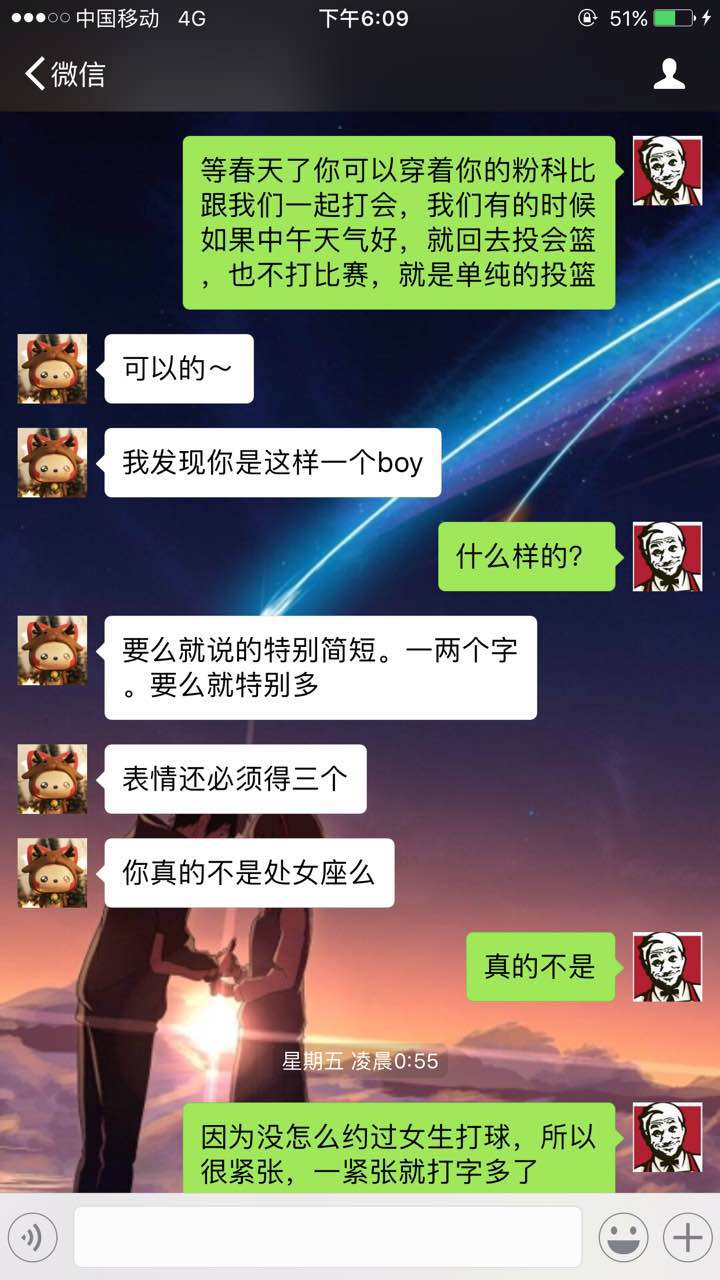 中国移动 4G 下午6:09 51%
微信
等春天了你可以穿着你的粉科比
跟我们一起打会，我们有的时候
如果中午天气好，就回去投会篮
，也不打比赛，就是单纯的投篮
可以的～
我发现你是这样一个boy
什么样的？
要么就说的特别简短。一两个字
。要么就特别多
表情还必须得三个
你真的不是处女座么
真的不是
星期五 凌晨0:55
因为没怎么约过女生打球，所以
很紧张，一紧张就打字多了